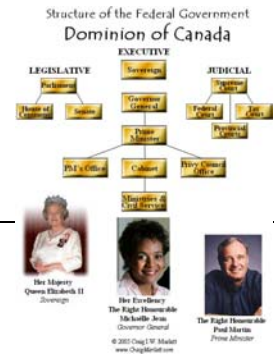 Structure of the Federal Government
Dominion of Canada
EXECUTIVE
LEGISLATIVE
JUDICIAL
Sovereign
Parliament
Supreme
Court
House of
Commons
Senate
Governor
General
Federal
Court
Tax
Court
Prime
Minister
Provincial
Courts
PM's Office
Cabinet
Privy Council
Office
Ministries &
Civil Service
Her Majesty
Queen Elizabeth II
Sovereign
Her Excellency
The Right Honourable
Michaëlle Jean
Governor General
The Right Honourable
Paul Martin
Prime Minister
© 2005 Craig I.W. Marlatt
www.CraigMarlatt.com